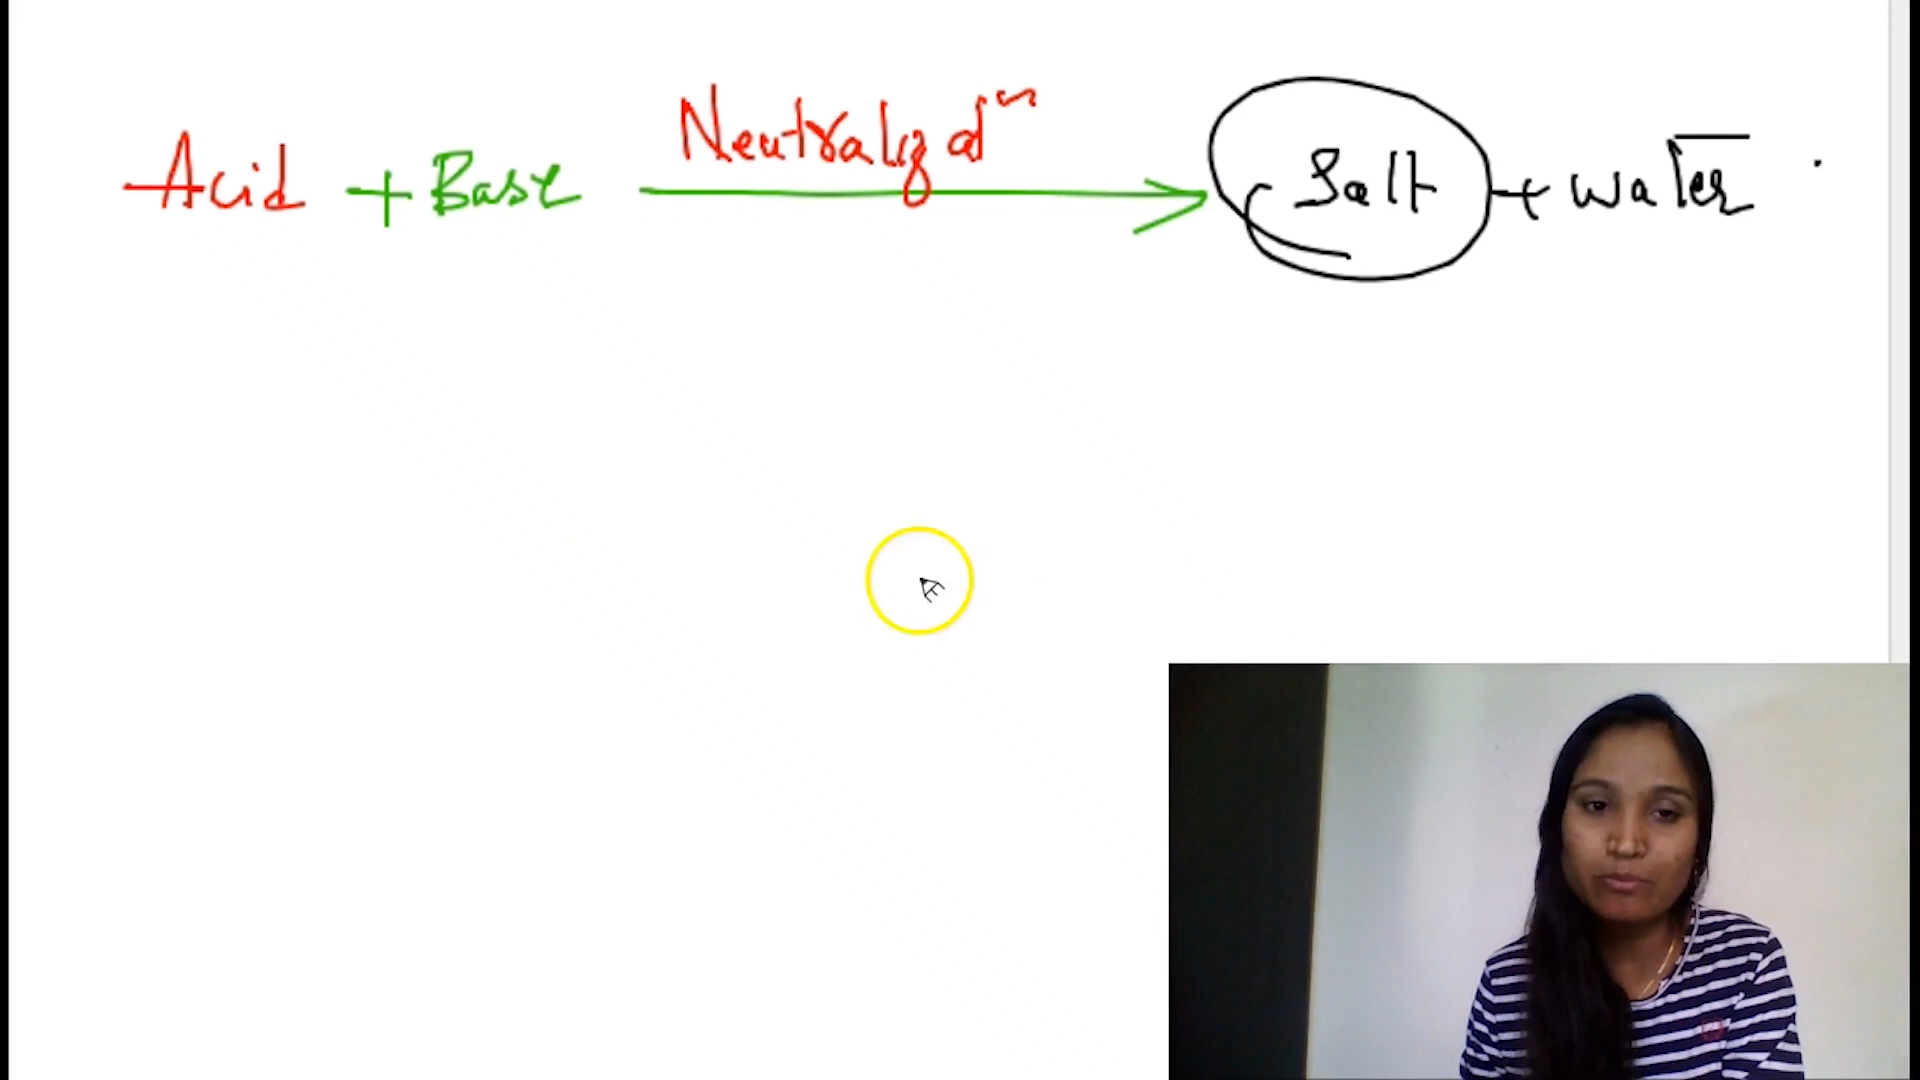 Neutralizatn
Acid + Base → Salt + Water